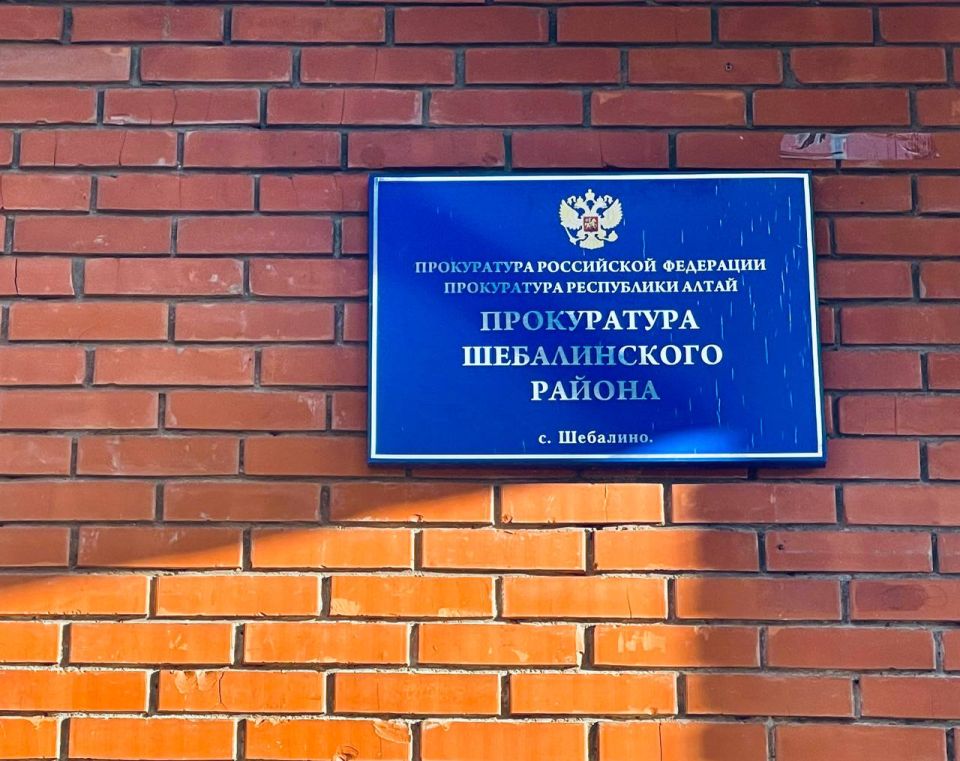 ПРОКУРАТУРА РОССИЙСКОЙ ФЕДЕРАЦИИ
ПРОКУРАТУРА РЕСПУБЛИКИ АЛТАЙ
ПРОКУРАТУРА
ШЕБАЛИНСКОГО
РАЙОНА
с. Шебалино.